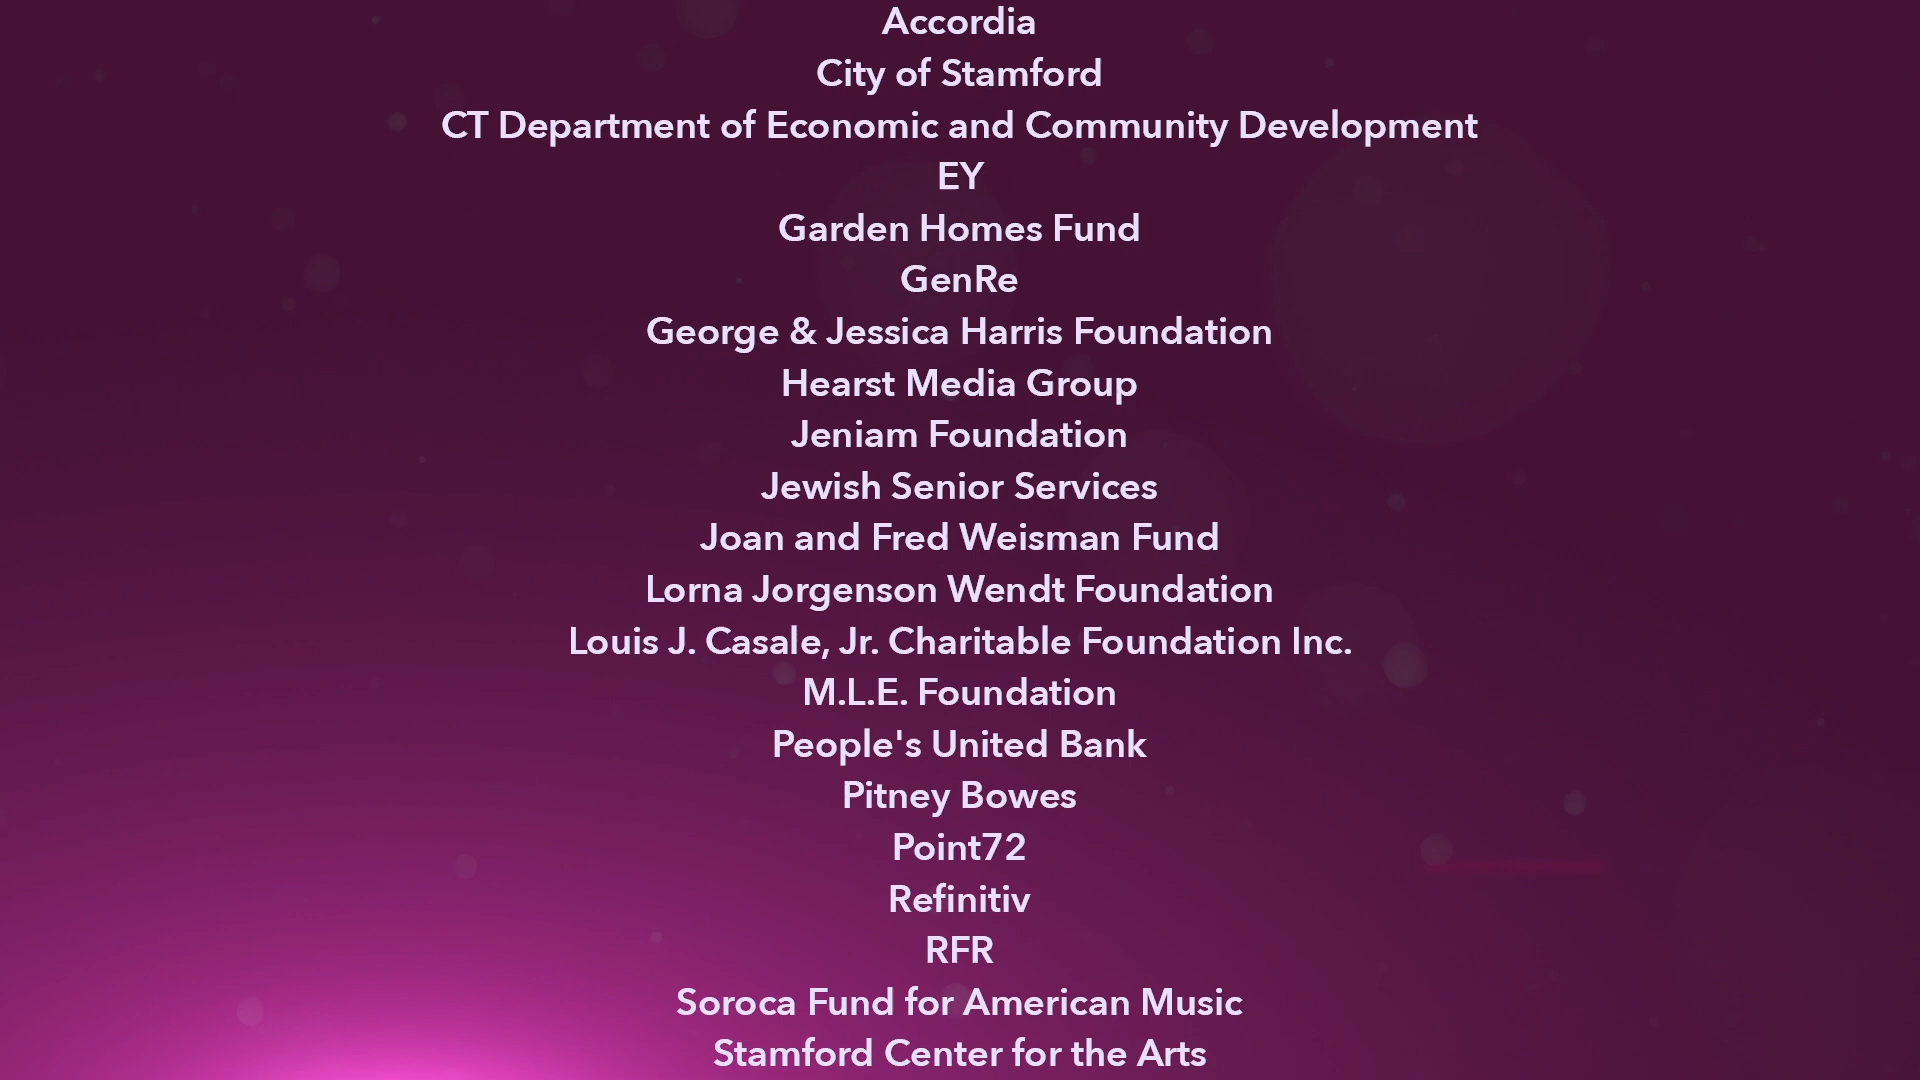 Accordia
City of Stamford
CT Department of Economic and Community Development
EY
Garden Homes Fund
GenRe
George & Jessica Harris Foundation
Hearst Media Group
Jeniam Foundation
Jewish Senior Services
Joan and Fred Weisman Fund
Lorna Jorgenson Wendt Foundation
Louis J. Casale, Jr. Charitable Foundation Inc.
M.L.E. Foundation
People's United Bank
Pitney Bowes
Point72
Refinitiv
RFR
Soroca Fund for American Music
Stamford Center for the Arts